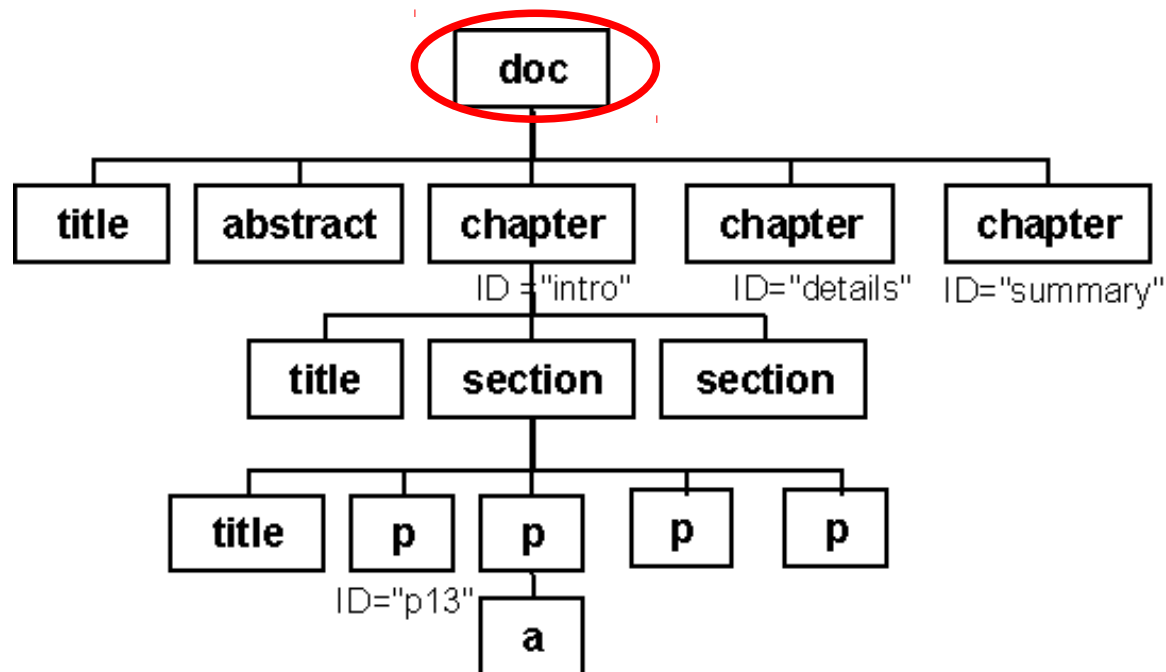 doc
title abstract chapter chapter chapter
ID ="intro" ID="details" ID="summary"
title section section
title p p p p
ID="p13"
a